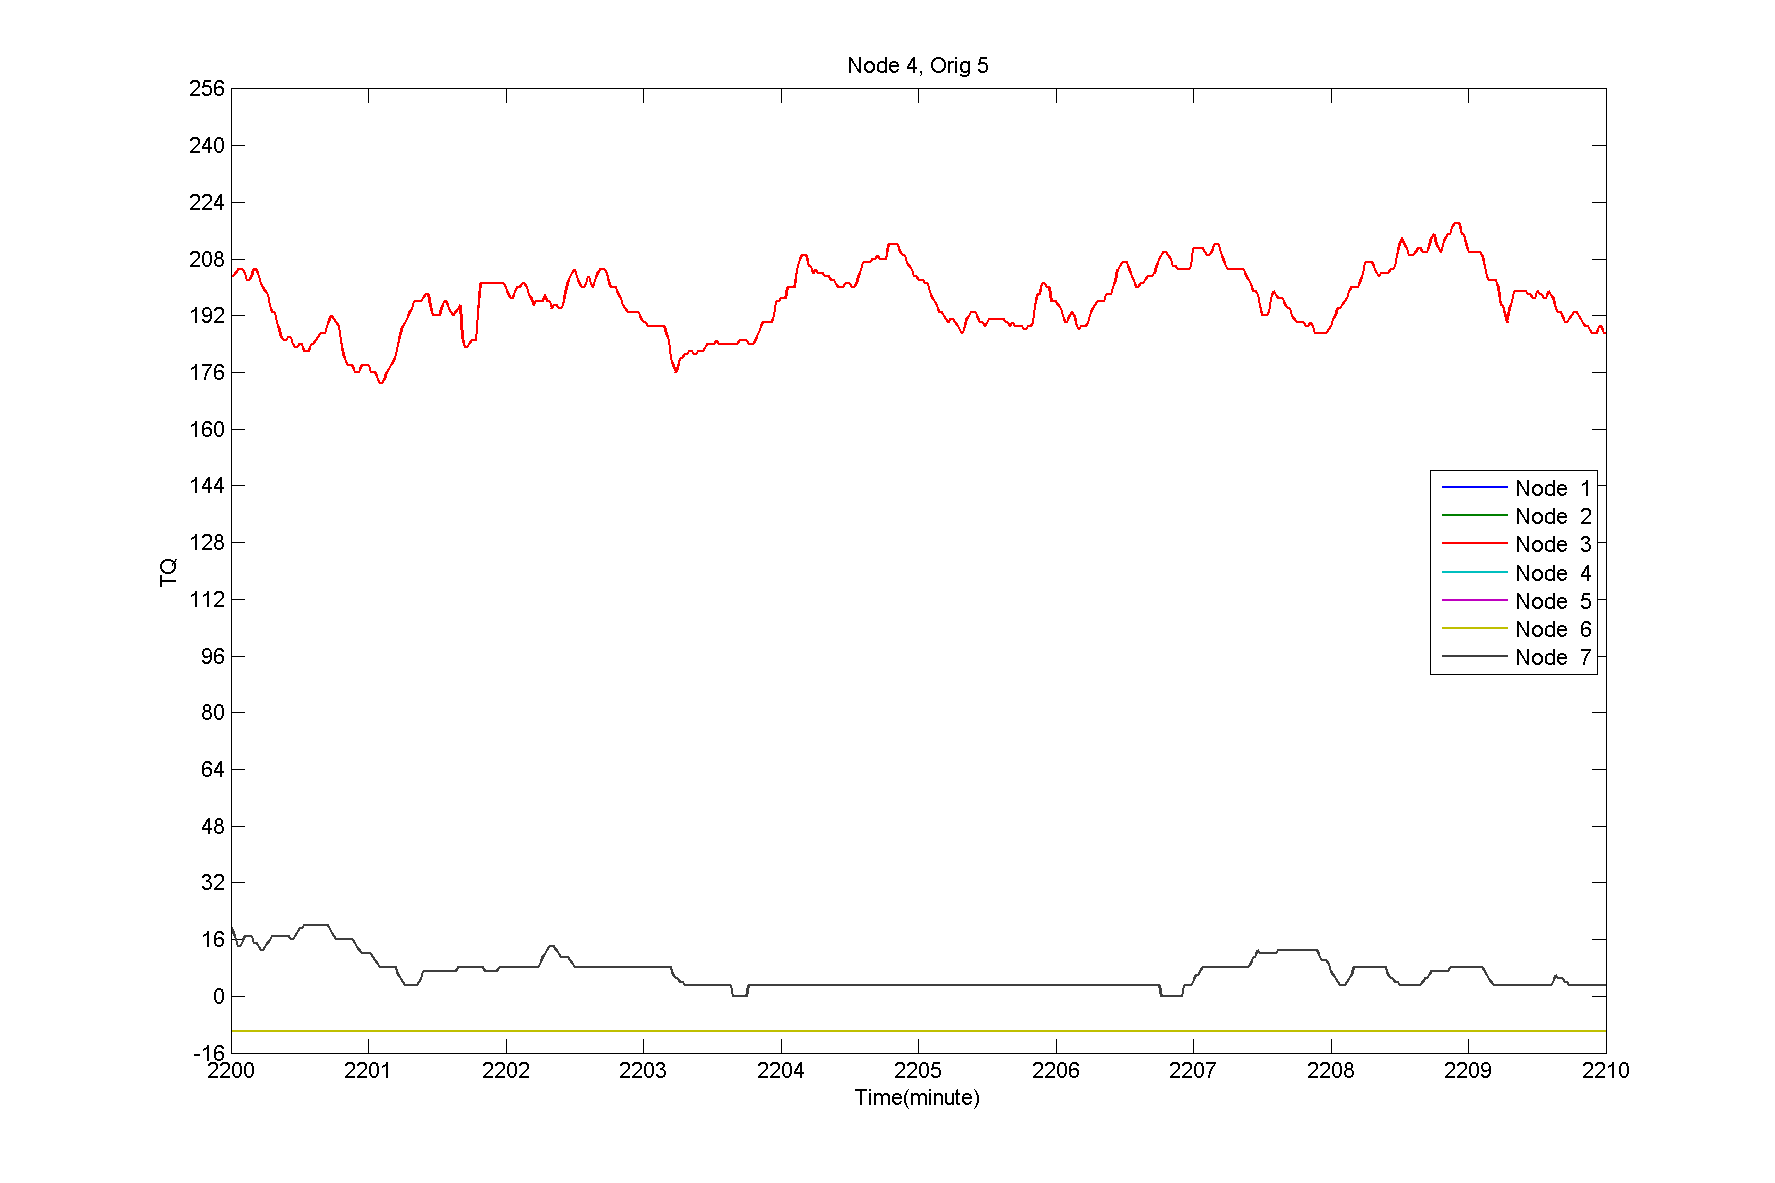 Node 4, Orig 5
256
240
224
208
192
176
160
144
128
112
96
80
64
48
32
16
0
-16
TQ
Node 1
Node 2
Node 3
Node 4
Node 5
Node 6
Node 7
2200 2201 2202 2203 2204 2205 2206 2207 2208 2209 2210
Time(minute)